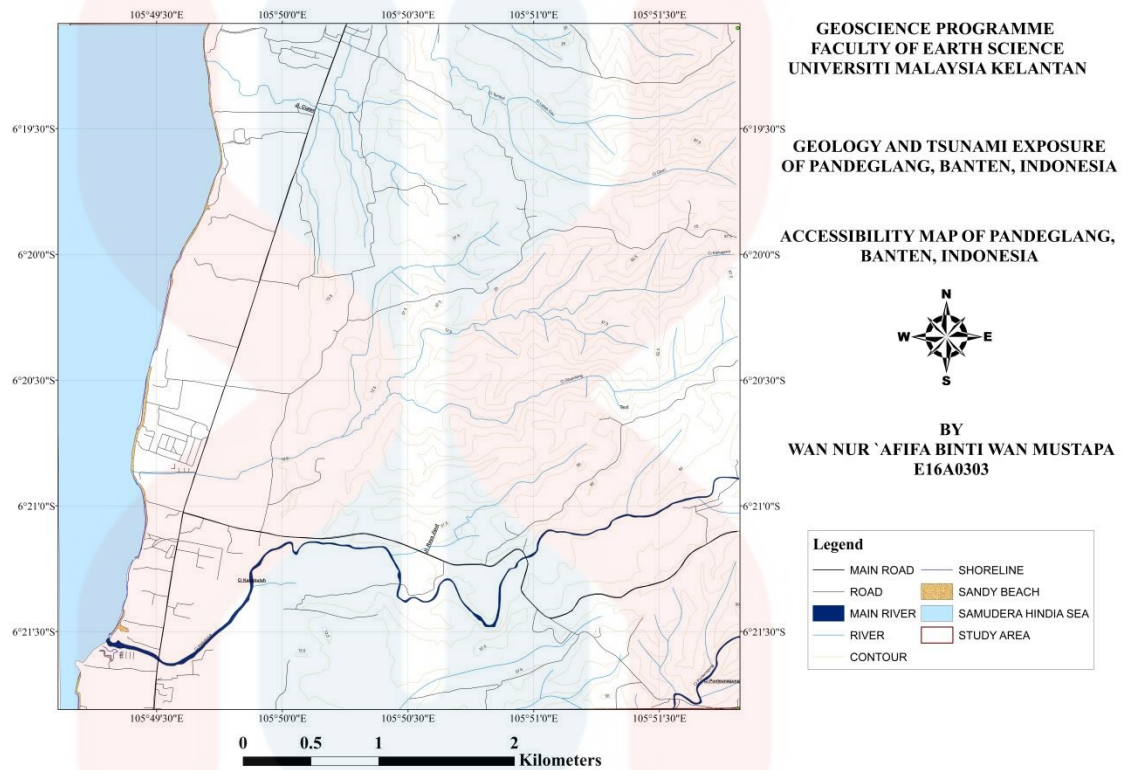 105°49'30"E 105°50'0"E 105°50'30"E 105°51'0"E 105°51'30"E
GEOSCIENCE PROGRAMME
FACULTY OF EARTH SCIENCE
UNIVERSITI MALAYSIA KELANTAN
6°19'30"S 6°19'30"S
GEOLOGY AND TSUNAMI EXPOSURE
OF PANDEGLANG, BANTEN, INDONESIA
ACCESSIBILITY MAP OF PANDEGLANG,
BANTEN, INDONESIA
6°20'0"S 6°20'0"S
N
W E
S
6°20'30"S 6°20'30"S
BY
WAN NUR `AFIFA BINTI WAN MUSTAPA
E16A0303
6°21'0"S 6°21'0"S
Legend
MAIN ROAD SHORELINE
ROAD SANDY BEACH
MAIN RIVER SAMUDERA HINDIA SEA
RIVER STUDY AREA
CONTOUR
6°21'30"S 6°21'30"S
105°49'30"E 105°50'0"E 105°50'30"E 105°51'0"E 105°51'30"E
0 0.5 1 2
Kilometers